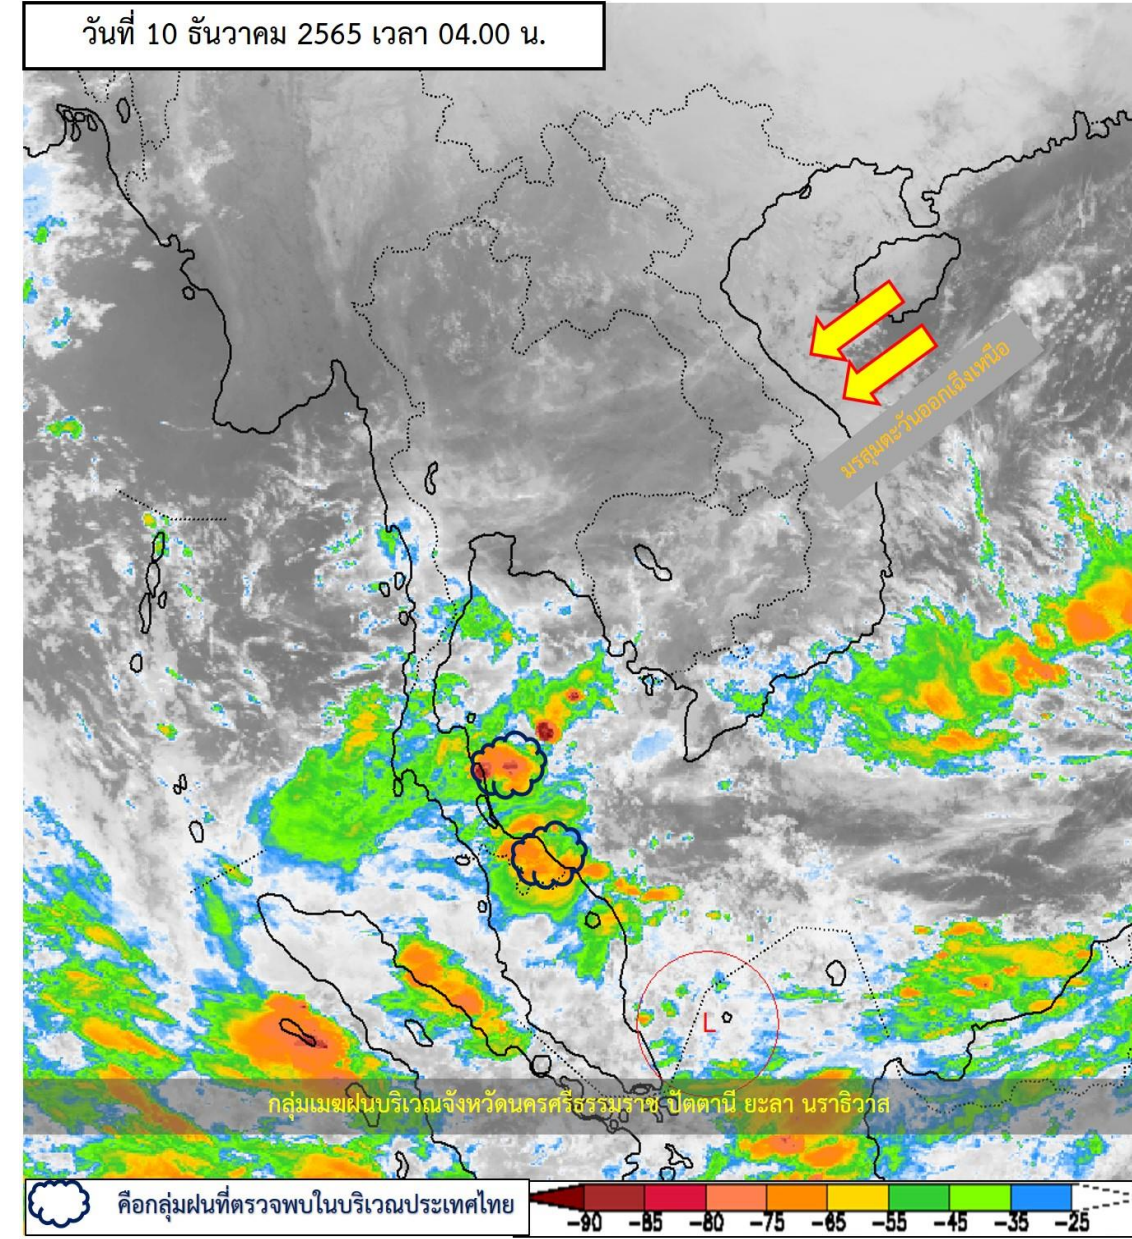 วันที่ 10 ธันวาคม 2565 เวลา 04.00 น.
มรสุมตะวันออกเฉียงเหนือ
L
กลุ่มเมฆฝนบริเวณจังหวัดนครศรีธรรมราช ปัตตานี ยะลา นราธิวาส
คือกลุ่มฝนที่ตรวจพบในบริเวณประเทศไทย
-90 -85 -80 -75 -65 -55 -45 -35 -25